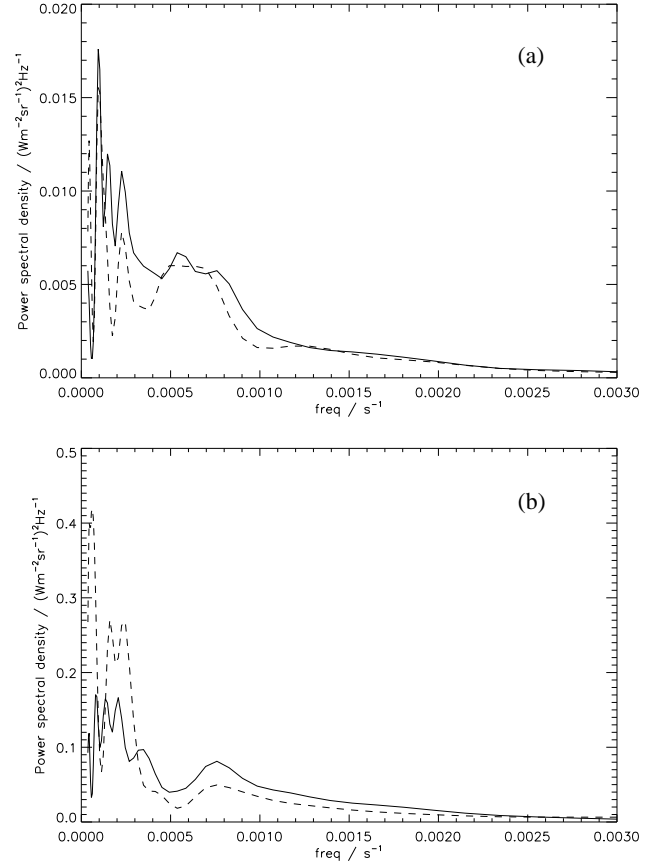 0.020
0.015
0.010
0.005
0.000
Power spectral density / (Wm⁻²sr⁻¹)²Hz⁻¹
(a)
0.0000 0.0005 0.0010 0.0015 0.0020 0.0025 0.0030
freq / s⁻¹
0.5
0.4
0.3
0.2
0.1
0.0
Power spectral density / (Wm⁻²sr⁻¹)²Hz⁻¹
(b)
0.0000 0.0005 0.0010 0.0015 0.0020 0.0025 0.0030
freq / s⁻¹